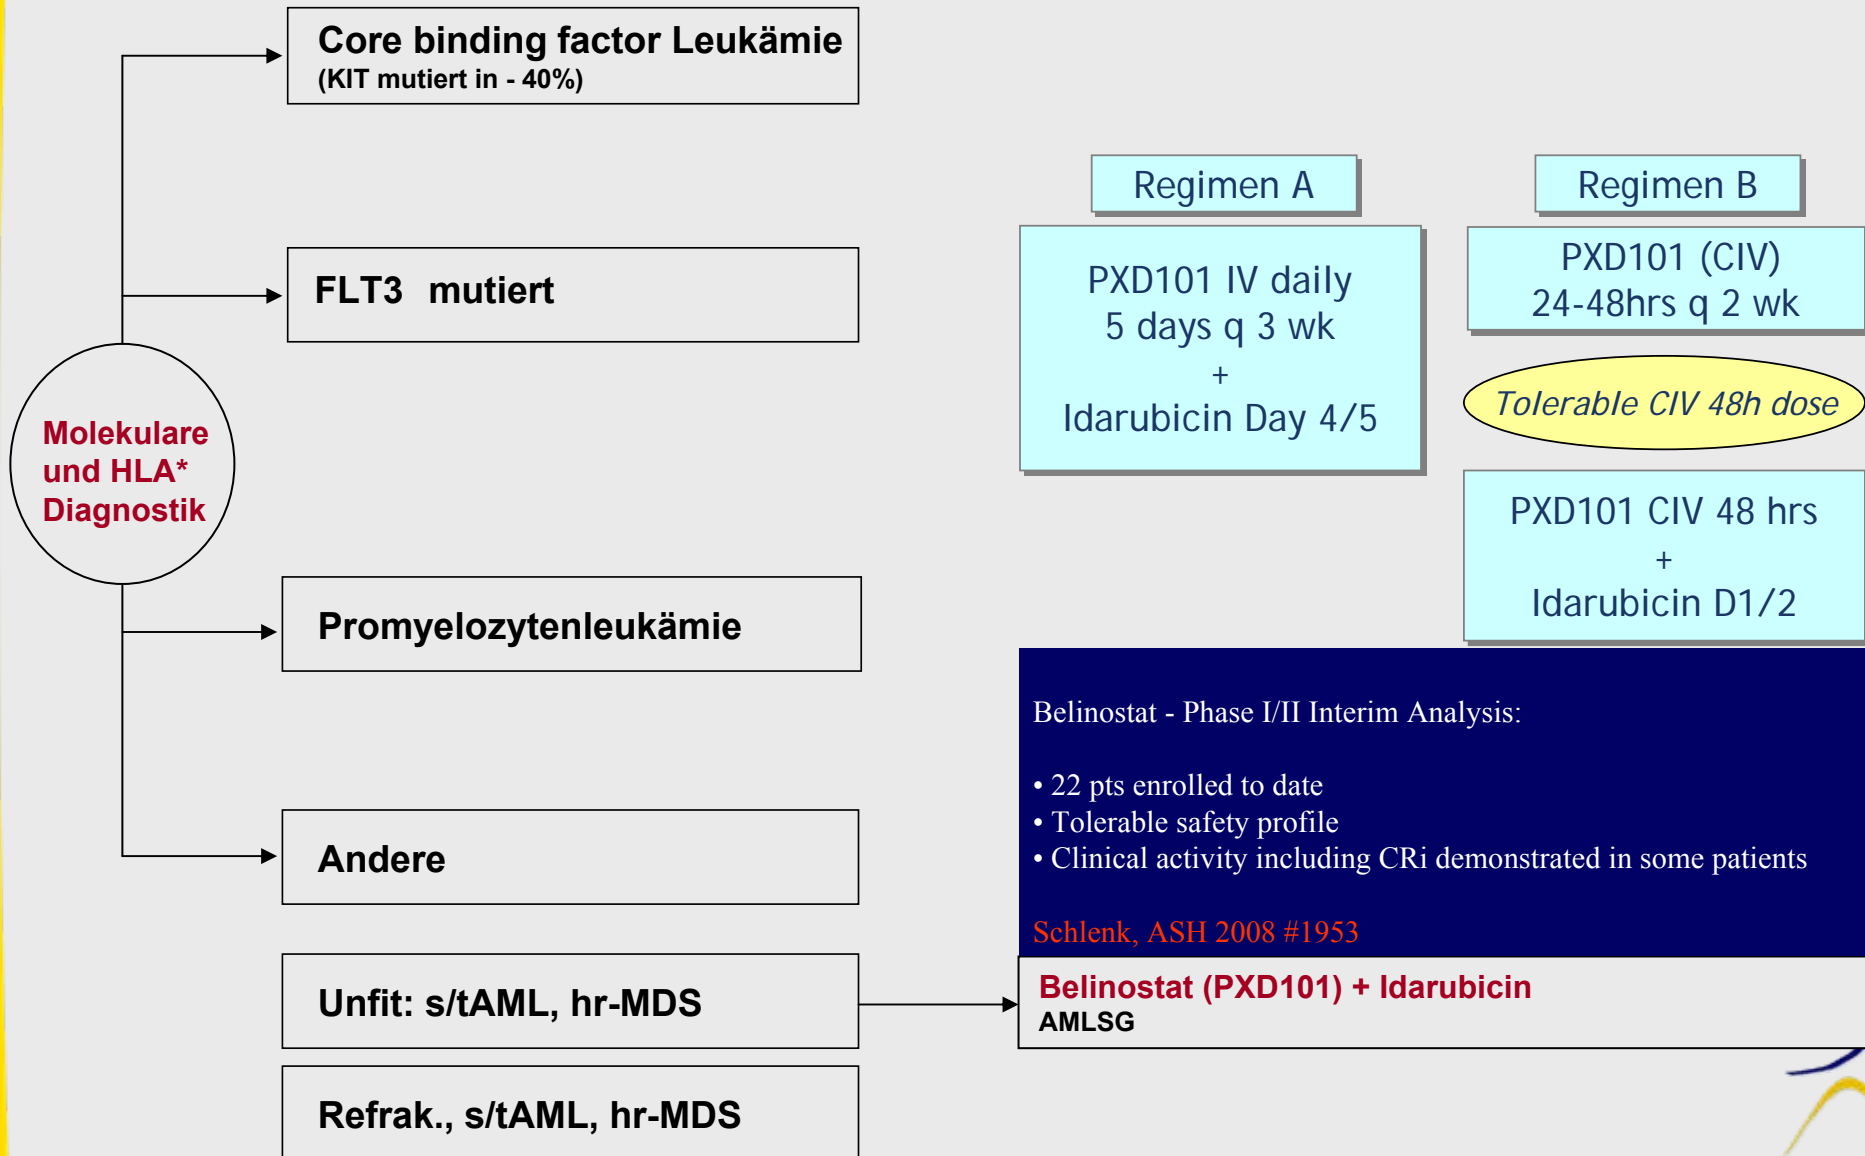 Core binding factor Leukämie
(KIT mutiert in - 40%)
FLT3 mutiert
Molekulare
und HLA*
Diagnostik
Promyelozytenleukämie
Andere
Unfit: s/tAML, hr-MDS
Refrak., s/tAML, hr-MDS
Regimen A
PXD101 IV daily
5 days q 3 wk
+
Idarubicin Day 4/5
Regimen B
PXD101 (CIV)
24-48hrs q 2 wk
Tolerable CIV 48h dose
PXD101 CIV 48 hrs
+
Idarubicin D1/2
Belinostat - Phase I/II Interim Analysis:
• 22 pts enrolled to date
• Tolerable safety profile
• Clinical activity including CRi demonstrated in some patients
Schlenk, ASH 2008 #1953
Belinostat (PXD101) + Idarubicin
AMLSG